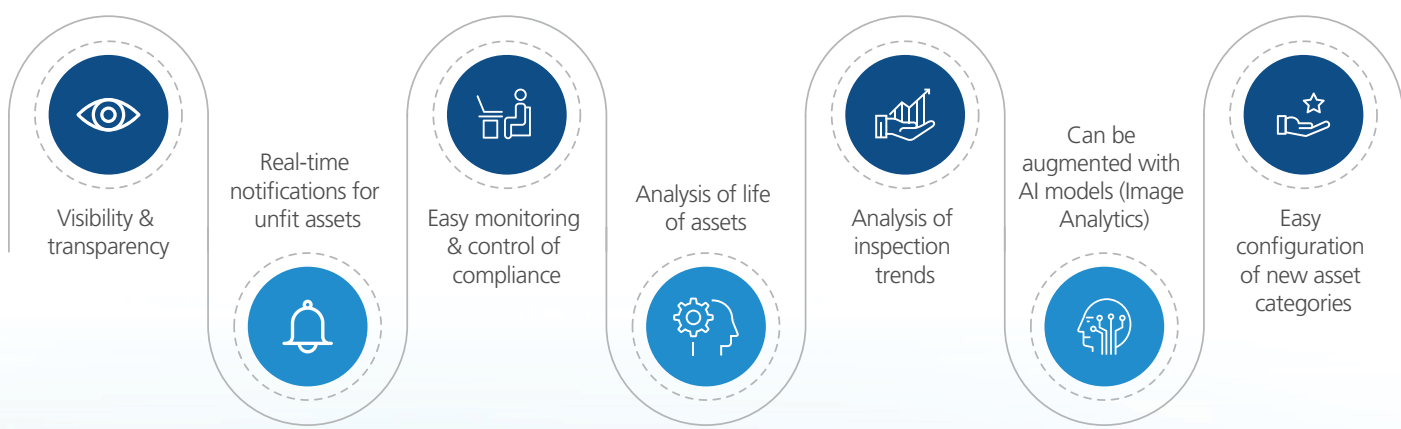 Visibility &
transparency
Real-time
notifications for
unfit assets
Easy monitoring
& control of
compliance
Analysis of life
of assets
Analysis of
inspection
trends
Can be
augmented with
AI models (Image
Analytics)
Easy
configuration
of new asset
categories